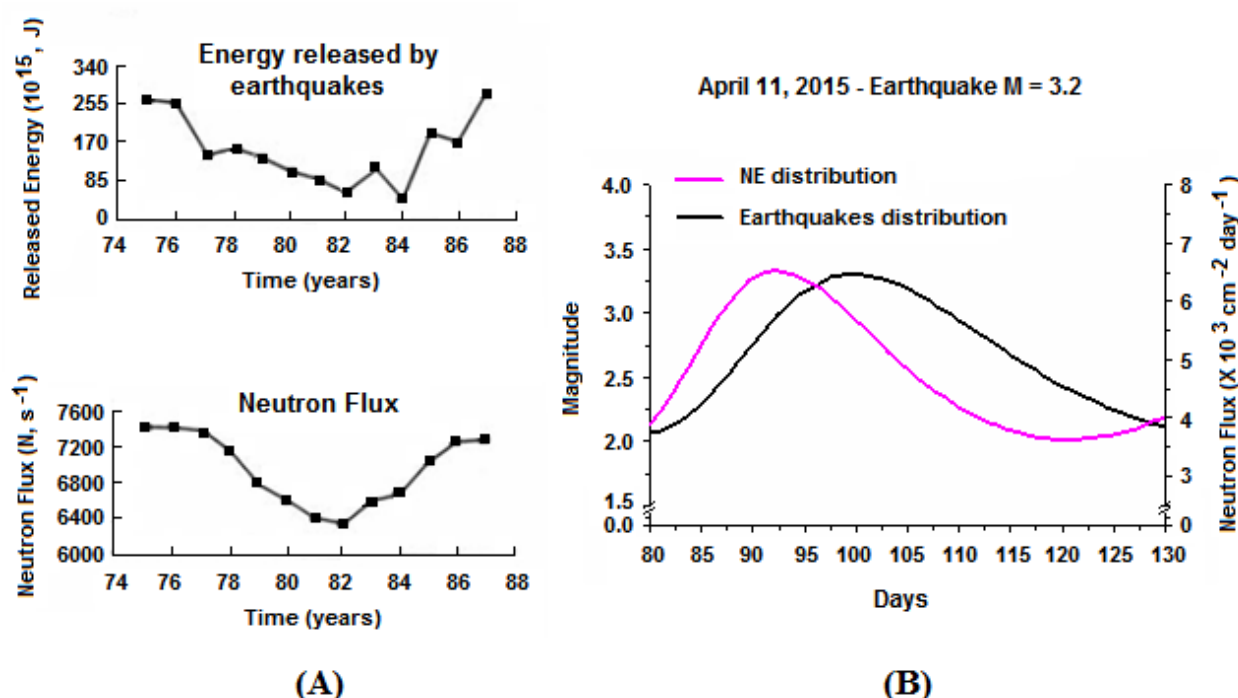 Energy released by
earthquakes
Released Energy (10 15 , J)
340
255
170
85
0
74 76 78 80 82 84 86 88
Time (years)
Neutron Flux
Neutron Flux (N, s -1)
7600
7200
6800
6400
6000
74 76 78 80 82 84 86 88
Time (years)
(A)
April 11, 2015 - Earthquake M = 3.2
NE distribution
Earthquakes distribution
Magnitude
4.0
3.5
3.0
2.5
2.0
1.5
0.0
80 85 90 95 100 105 110 115 120 125 130
Days
8
7
6
5
4
3
0
Neutron Flux (X 10 3 cm -2 day -1)
(B)